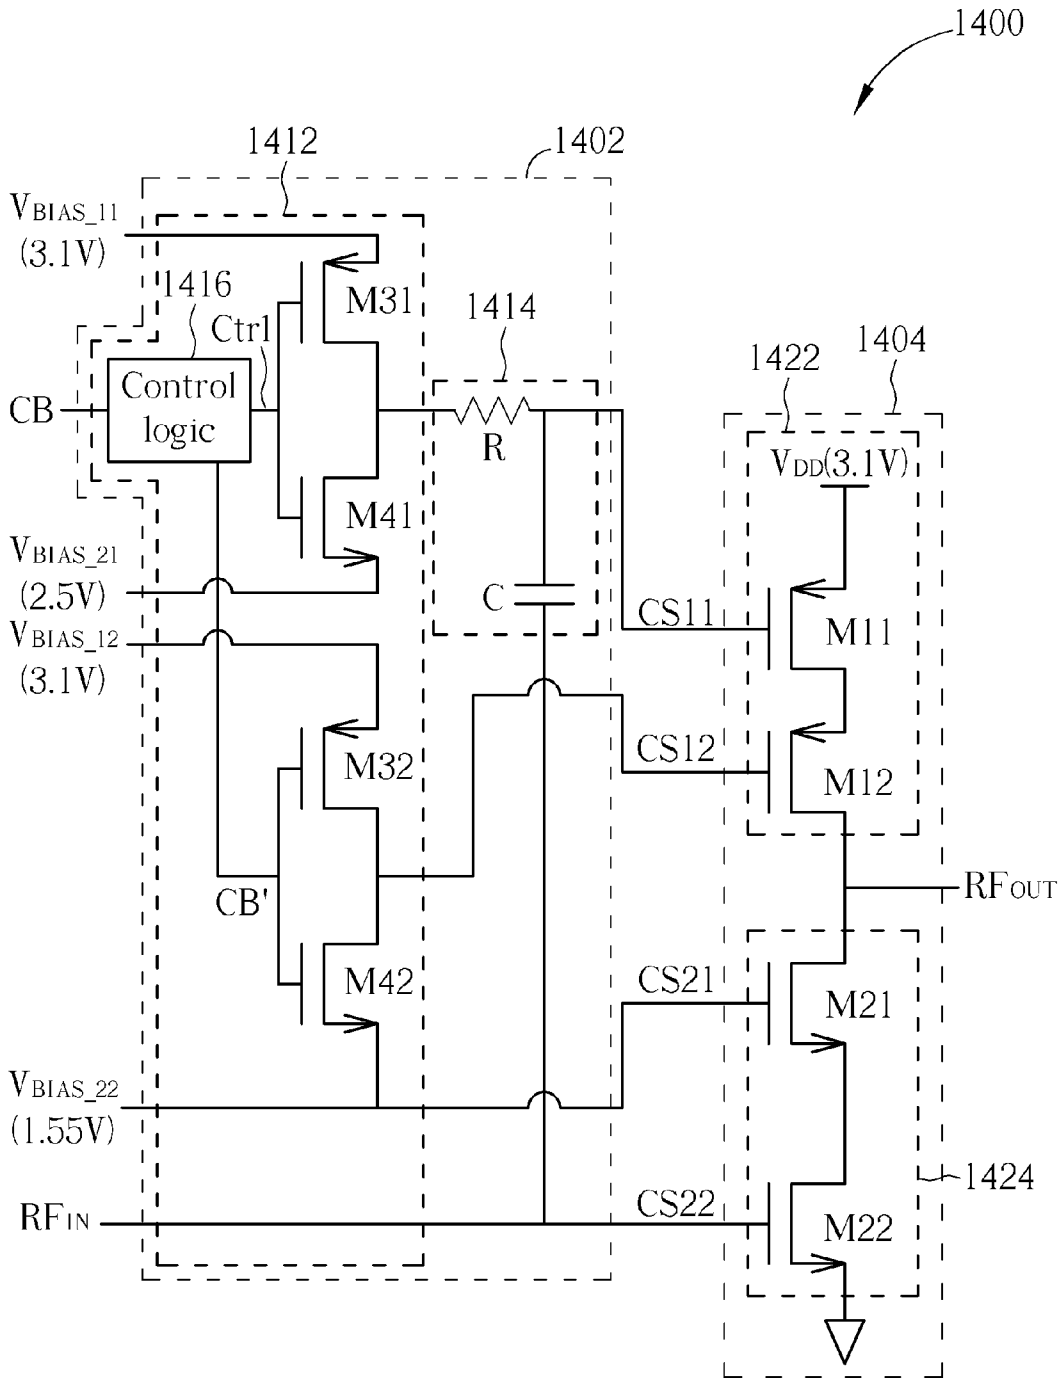 1400
1412
1402
VBIAS_11
(3.1V)
1416
Ctrl
M31
1414
1422
1404
CB
Control
logic
R
VDD(3.1V)
M41
VBIAS_21
(2.5V)
C
CS11
M11
VBIAS_12
(3.1V)
M32
CS12
M12
CB'
RFOUT
M42
CS21
M21
VBIAS_22
(1.55V)
1424
RFIN
CS22
M22